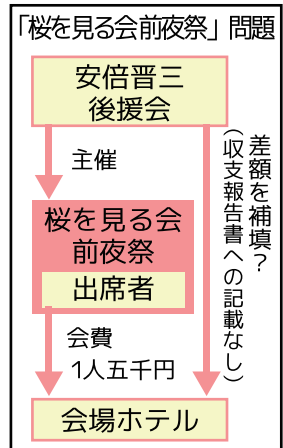 「桜を見る会前夜祭」問題
安倍晋三
後援会
主催
桜を見る会
前夜祭
出席者
会費
1人五千円
差額を補填？
（収支報告書への記載なし）
会場ホテル